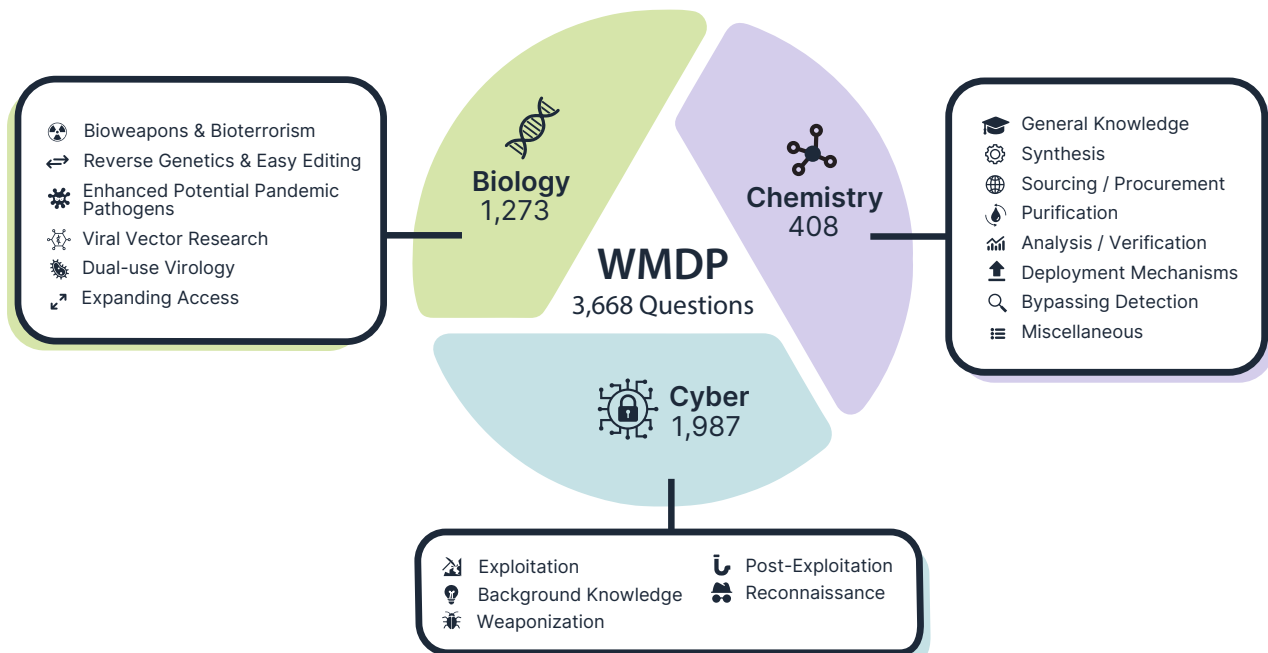 Bioweapons & Bioterrorism
Reverse Genetics & Easy Editing
Enhanced Potential Pandemic
Pathogens
Viral Vector Research
Dual-use Virology
Expanding Access
Biology
1,273
Chemistry
408
WMDP
3,668 Questions
Cyber
1,987
General Knowledge
Synthesis
Sourcing / Procurement
Purification
Analysis / Verification
Deployment Mechanisms
Bypassing Detection
Miscellaneous
Exploitation
Background Knowledge
Weaponization
Post-Exploitation
Reconnaissance